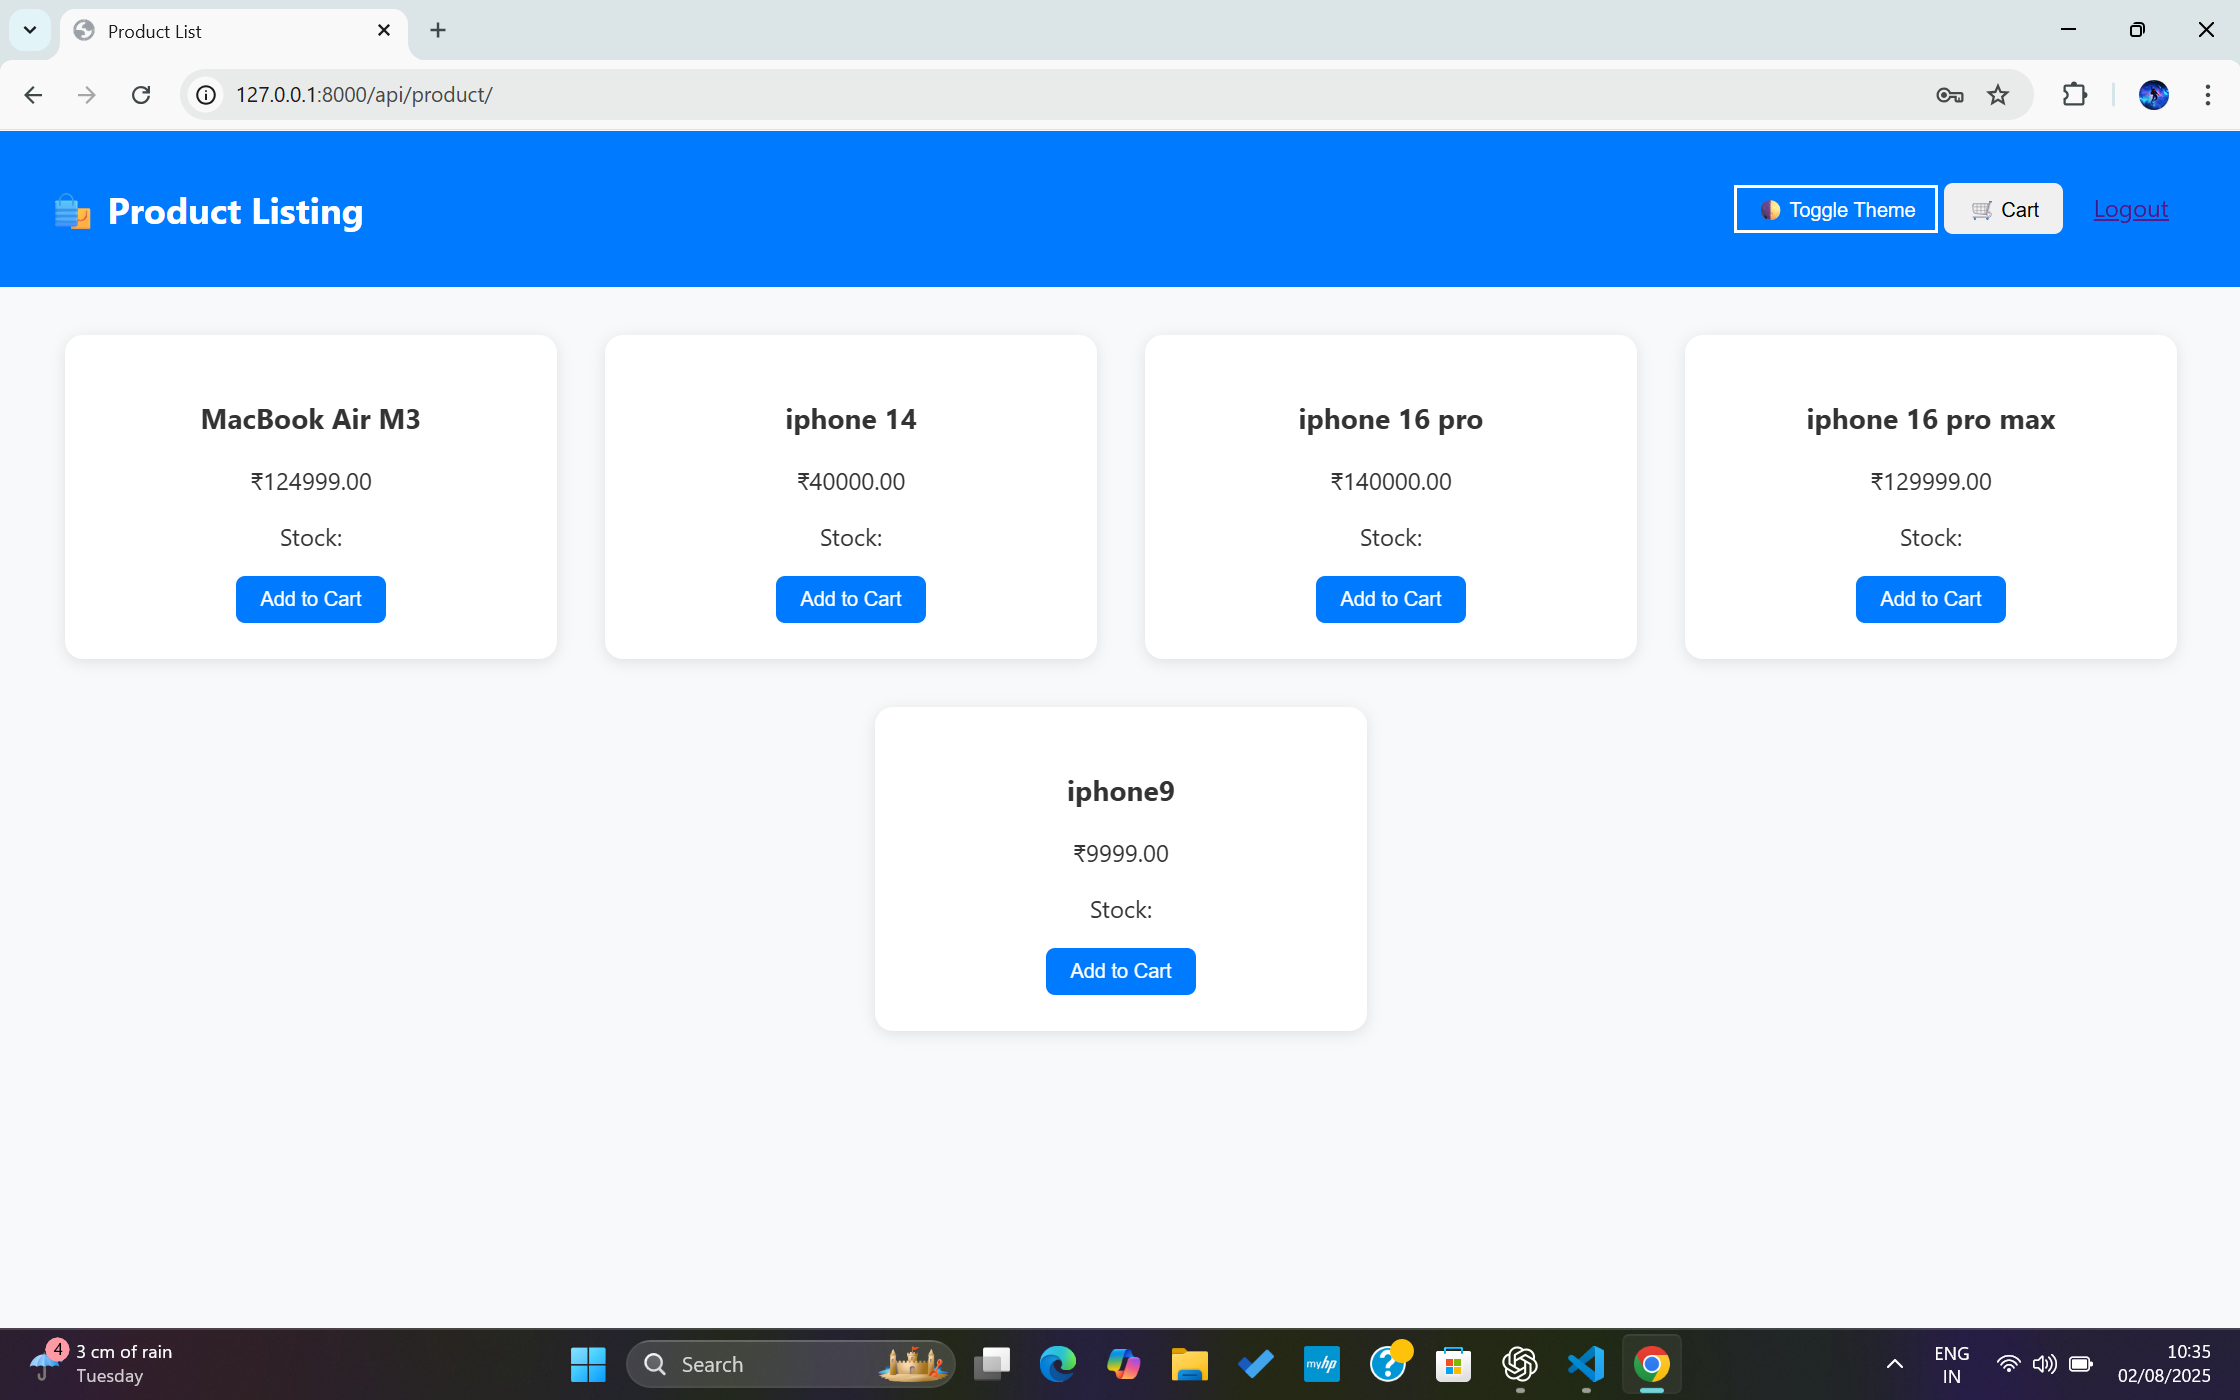 Product List
127.0.0.1:8000/api/product/
Product Listing
Toggle Theme
Cart
Logout
MacBook Air M3
₹124999.00
Stock:
Add to Cart
iphone 14
₹40000.00
Stock:
Add to Cart
iphone 16 pro
₹140000.00
Stock:
Add to Cart
iphone 16 pro max
₹129999.00
Stock:
Add to Cart
iphone9
₹9999.00
Stock:
Add to Cart
4
3 cm of rain
Tuesday
Search
myhp
ENG
IN
10:35
02/08/2025